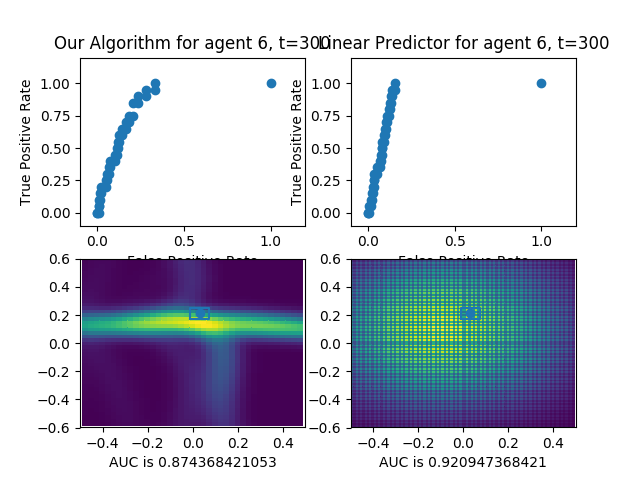 Our Algorithm for agent 6, t=300
Linear Predictor for agent 6, t=300
True Positive Rate
1.00
0.75
0.50
0.25
0.00
0.0 0.5 1.0
False Positive Rate
True Positive Rate
1.00
0.75
0.50
0.25
0.00
0.0 0.5 1.0
False Positive Rate
0.6
0.4
0.2
0.0
−0.2
−0.4
−0.6
−0.4 −0.2 0.0 0.2 0.4
AUC is 0.874368421053
0.6
0.4
0.2
0.0
−0.2
−0.4
−0.6
−0.4 −0.2 0.0 0.2 0.4
AUC is 0.920947368421